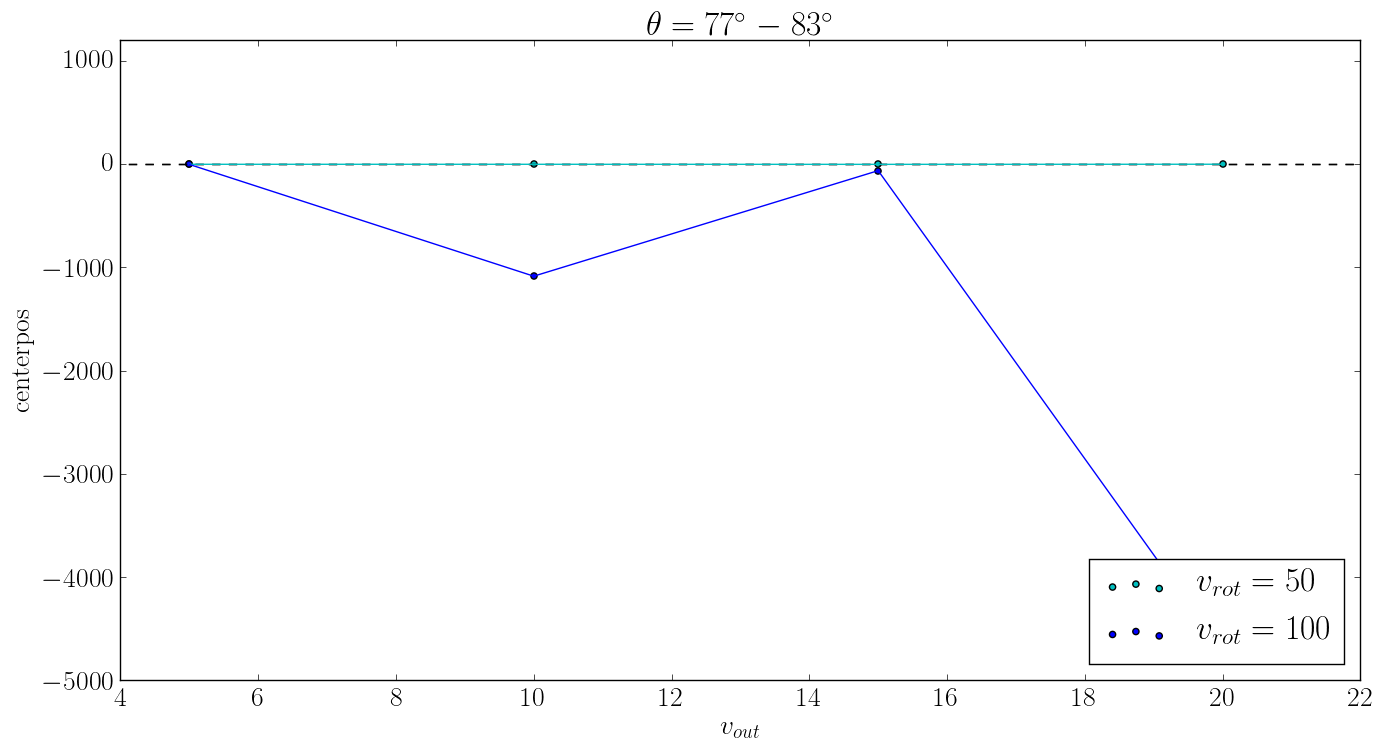 θ = 77° − 83°
1000
0
−1000
−2000
−3000
−4000
−5000
centerpos
4 6 8 10 12 14 16 18 20 22
v_out
v_rot = 50
v_rot = 100